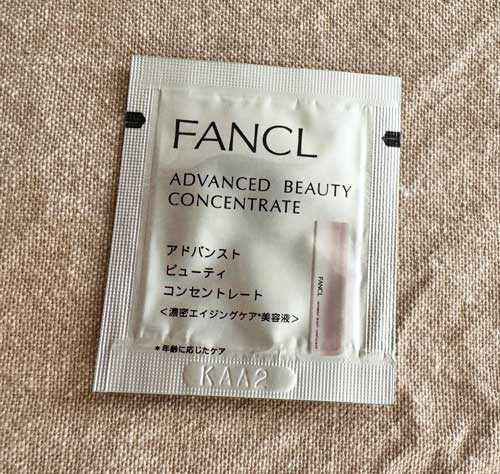 FANCL
ADVANCED BEAUTY
CONCENTRATE
アドバンスト
ビューティ
コンセントレート
<濃密エイジングケア*美容液>
FANCL
*年齢に応じたケア
KAA2